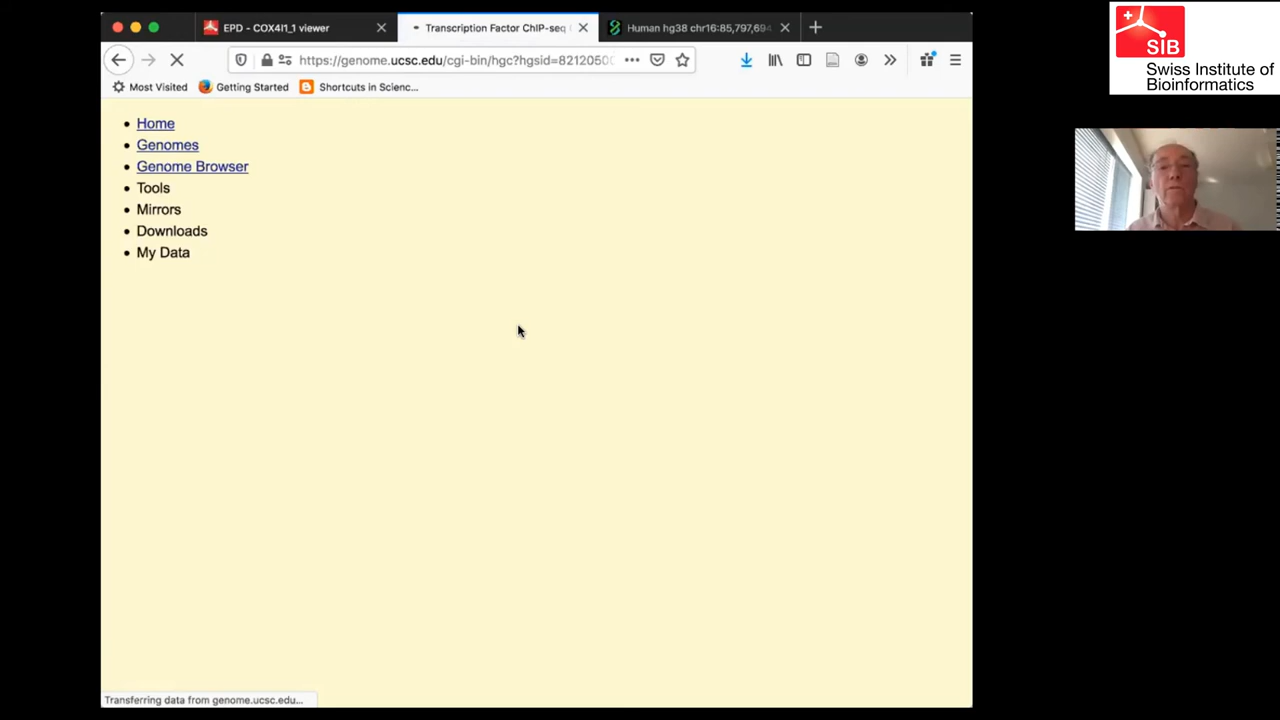 EPD - COX4I1_1 viewer
Transcription Factor ChIP-seq
Human hg38 chr16:85,797,694
https://genome.ucsc.edu/cgi-bin/hgc?hgsid=82120500
Most Visited
Getting Started
Shortcuts in Scienc...
Home
Genomes
Genome Browser
Tools
Mirrors
Downloads
My Data
Transferring data from genome.ucsc.edu...
SIB
Swiss Institute of
Bioinformatics